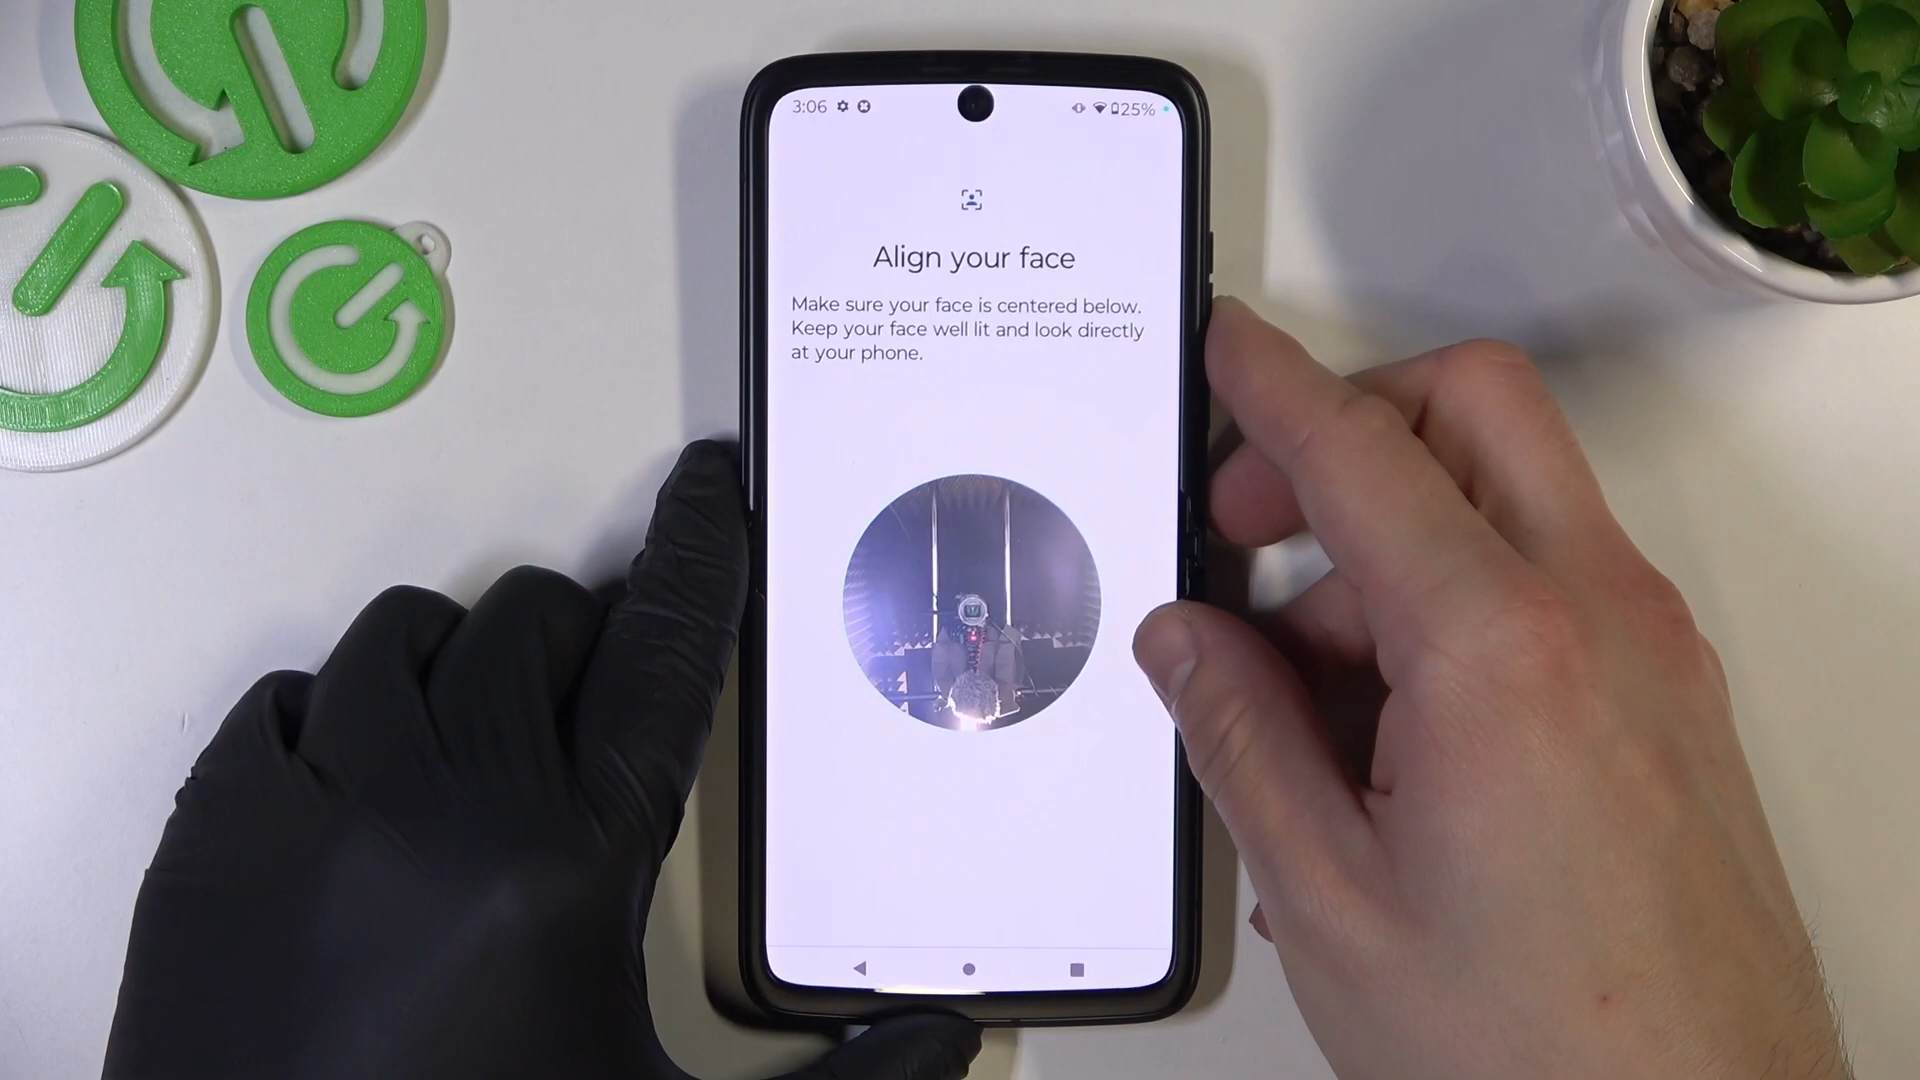 3:06 25%
Align your face
Make sure your face is centered below.
Keep your face well lit and look directly
at your phone.